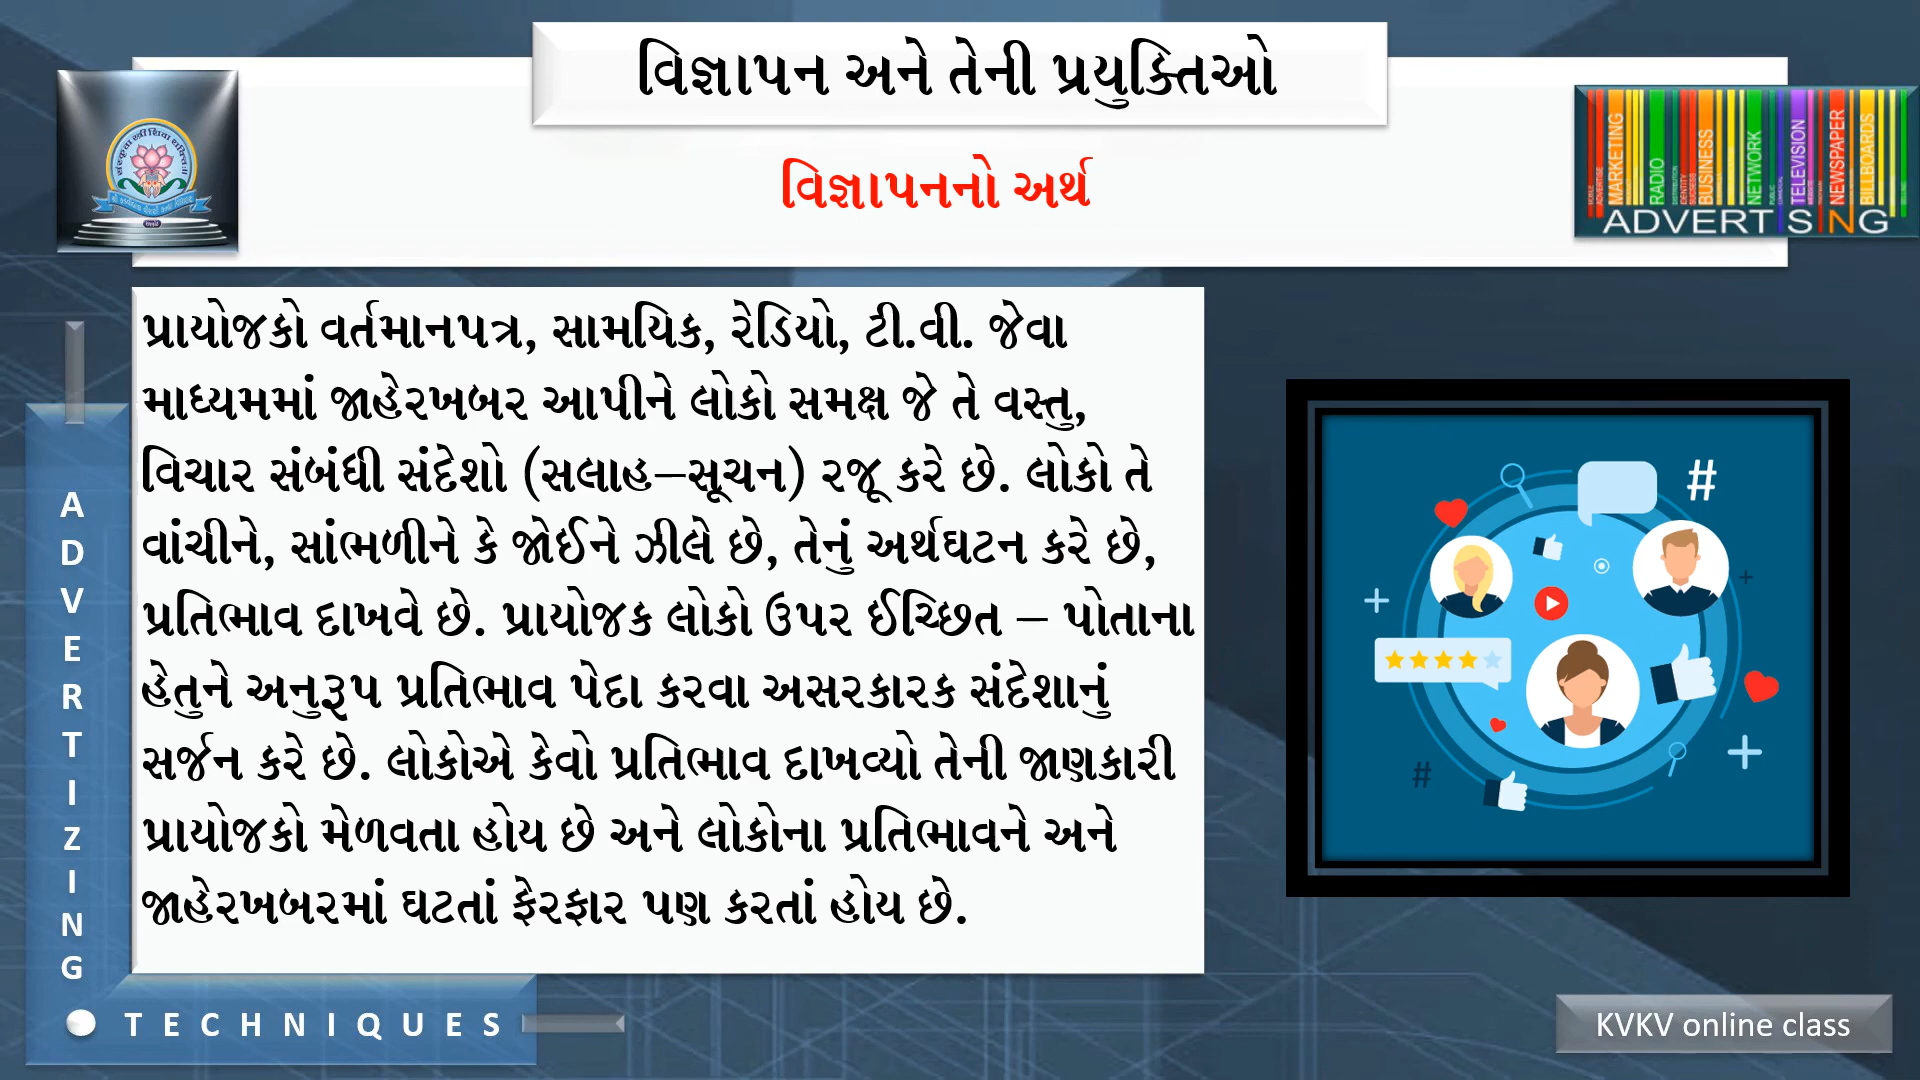 વિજ્ઞાપન અને તેની પ્રયુક્તિઓ
વિજ્ઞાપનનો અર્થ
MARKETING
RADIO
BUSINESS
NETWORK
TELEVISION
NEWSPAPER
BILLBOARDS
ADVERTISING
પ્રાયોજકો વર્તમાનપત્ર, સામયિક, રેડિયો, ટી.વી. જેવા
માધ્યમમાં જાહેરખબર આપીને લોકો સમક્ષ જે તે વસ્તુ,
વિચાર સંબંધી સંદેશો (સલાહ–સૂચન) રજૂ કરે છે. લોકો તે
વાંચીને, સાંભળીને કે જોઈને ઝીલે છે, તેનું અર્થઘટન કરે છે,
પ્રતિભાવ દાખવે છે. પ્રાયોજક લોકો ઉપર ઈચ્છિત – પોતાના
હેતુને અનુરૂપ પ્રતિભાવ પેદા કરવા અસરકારક સંદેશાનું
સર્જન કરે છે. લોકોએ કેવો પ્રતિભાવ દાખવ્યો તેની જાણકારી
પ્રાયોજકો મેળવતા હોય છે અને લોકોના પ્રતિભાવને અને
જાહેરખબરમાં ઘટતાં ફેરફાર પણ કરતાં હોય છે.
ADVERTIZING
TECHNIQUES
KVKV online class